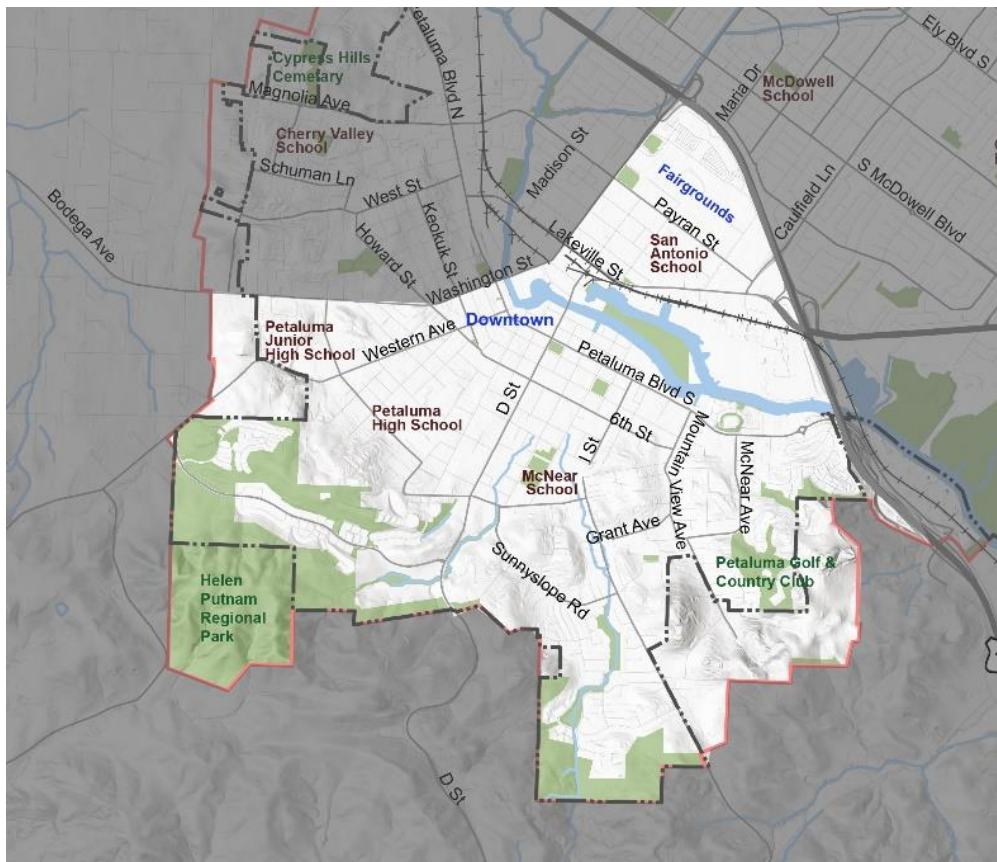 Cypress Hills
Cemetary
Petaluma Blvd N
Magnolia Ave
Cherry Valley
School
Schuman Ln
West St
Madison St
Maria Dr
McDowell
School
Ely Blvd S
S McDowell Blvd
Caulfield Ln
Fairgrounds
Payran St
San
Antonio
School
Lakeville St
Bodega Ave
Howard St
Keokuk St
Washington St
Downtown
Petaluma
Junior
High School
Western Ave
Petaluma Blvd S
D St
Petaluma
High School
6th St
I St
Mountain View Ave
McNear Ave
McNear
School
Grant Ave
Sunnyslope Rd
Petaluma Golf &
Country Club
Helen
Putnam
Regional
Park
D St